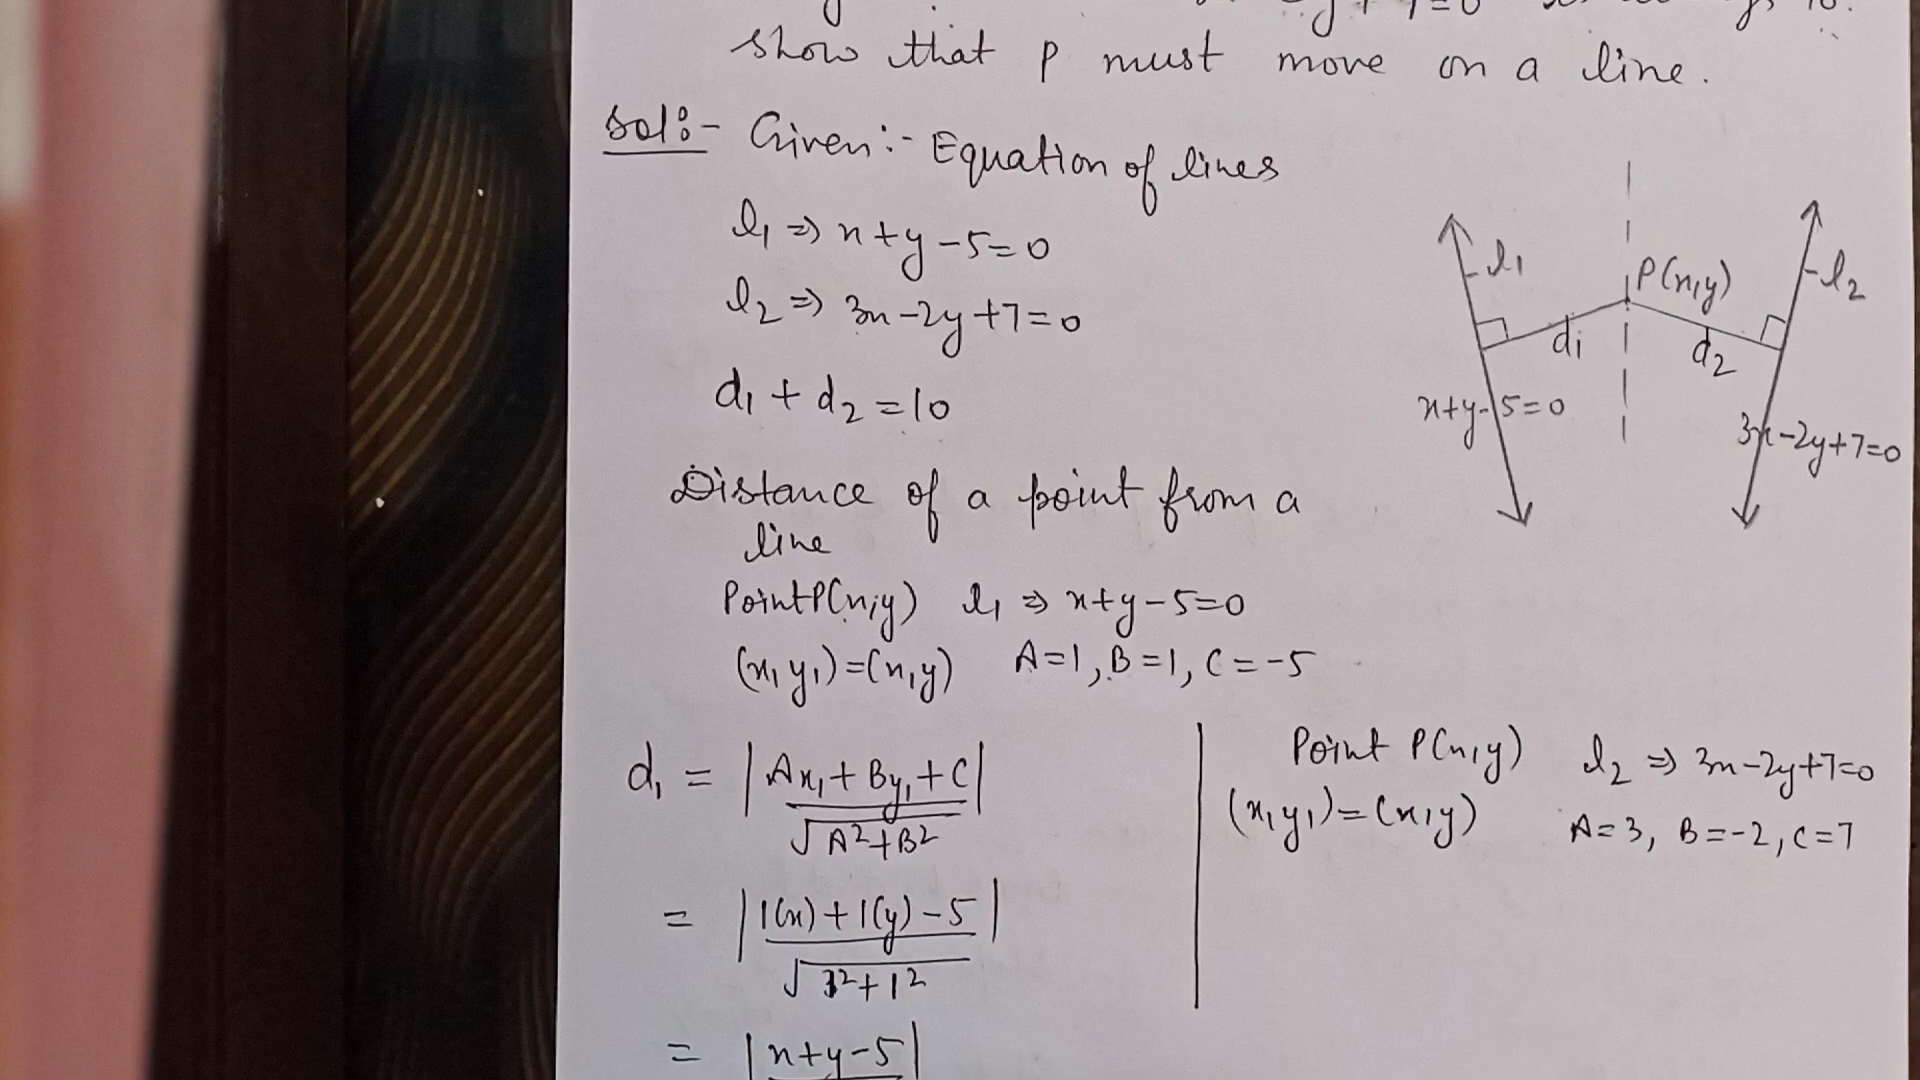 7=0
show that P must move on a line.
Sol:- Given:- Equation of lines
l₁ ⇒ x+y-5=0
l₂ ⇒ 3x-2y+7=0
d₁ + d₂ = 10
Distance of a point from a
line
Point P(x,y) l₁ ⇒ x+y-5=0
(x₁ y₁)=(x,y) A=1, B=1, C=-5
d₁ = |Ax₁+By₁+C| / √A²+B²
= |1(x)+1(y)-5| / √1²+1²
= |x+y-5|
Point P(x,y) l₂ ⇒ 3x-2y+7=0
(x₁y₁)=(x,y) A=3, B=-2, C=7
l₁
P(x,y)
l₂
d₁
d₂
x+y-5=0
3x-2y+7=0